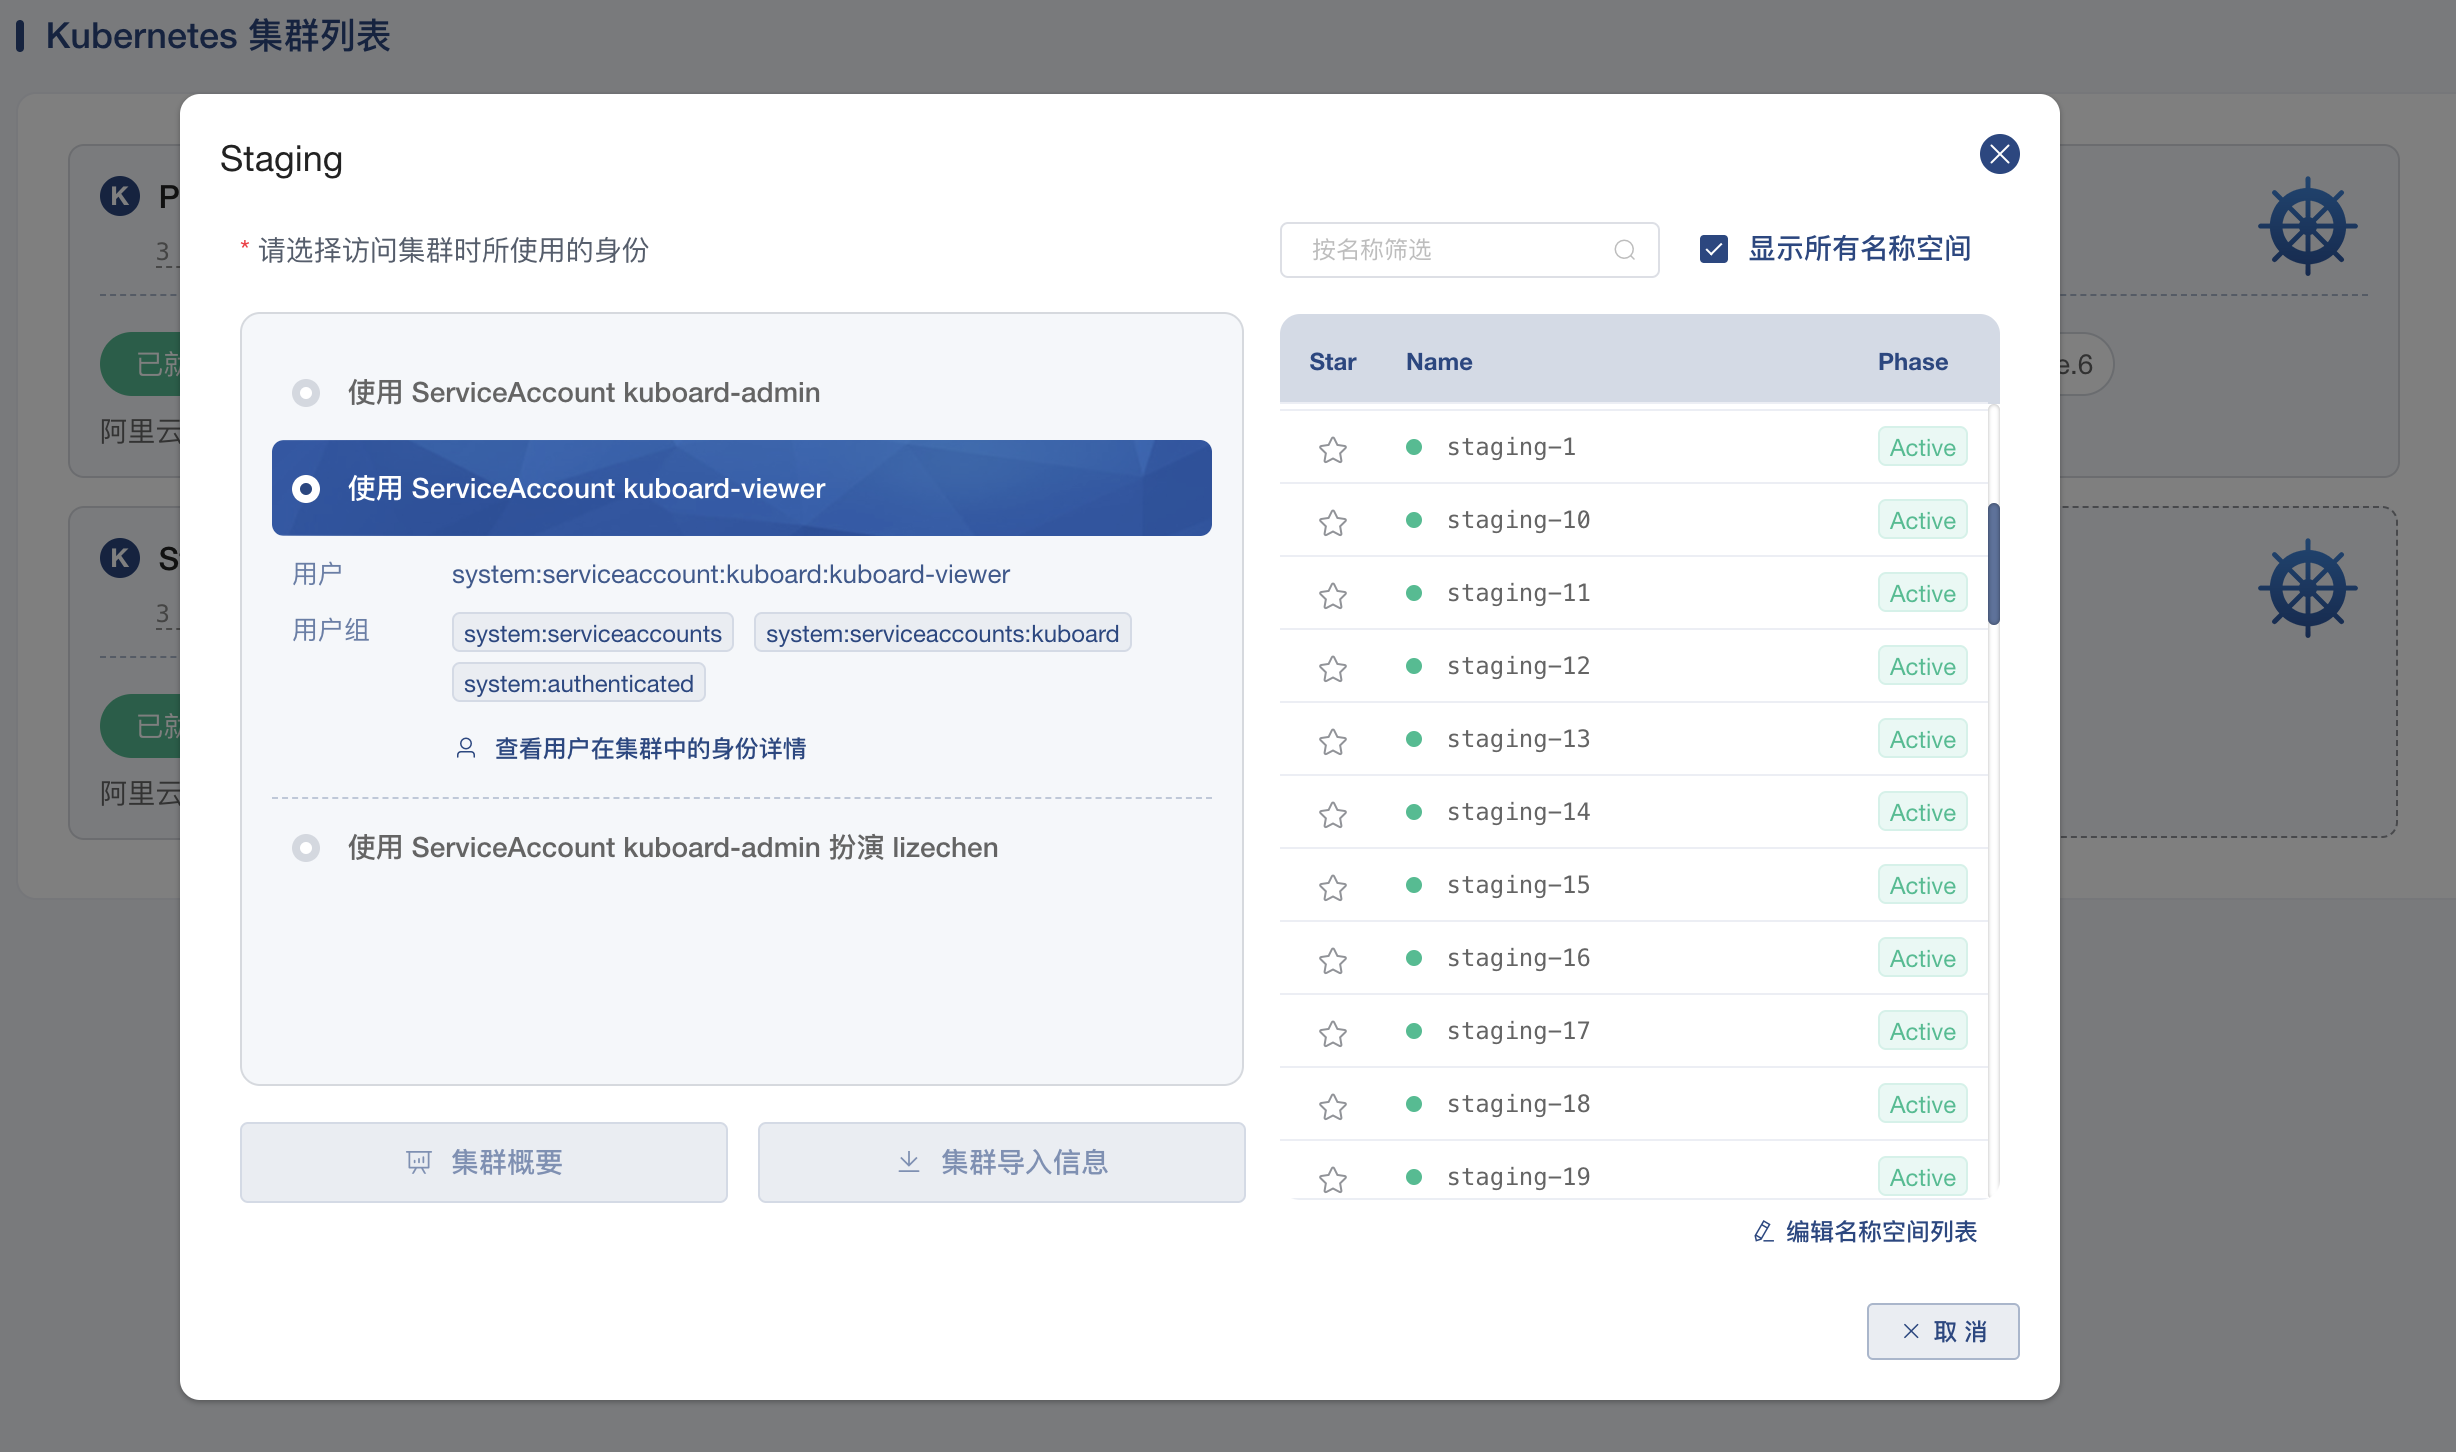 Kubernetes 集群列表
Staging
* 请选择访问集群时所使用的身份
按名称筛选
显示所有名称空间
使用 ServiceAccount kuboard-admin
使用 ServiceAccount kuboard-viewer
用户 system:serviceaccount:kuboard:kuboard-viewer
用户组 system:serviceaccounts system:serviceaccounts:kuboard
system:authenticated
查看用户在集群中的身份详情
使用 ServiceAccount kuboard-admin 扮演 lizechen
集群概要
集群导入信息
Star Name Phase
staging-1 Active
staging-10 Active
staging-11 Active
staging-12 Active
staging-13 Active
staging-14 Active
staging-15 Active
staging-16 Active
staging-17 Active
staging-18 Active
staging-19 Active
编辑名称空间列表
取 消
K P
3
已就
阿里云
e.6
K S
3
已就
阿里云